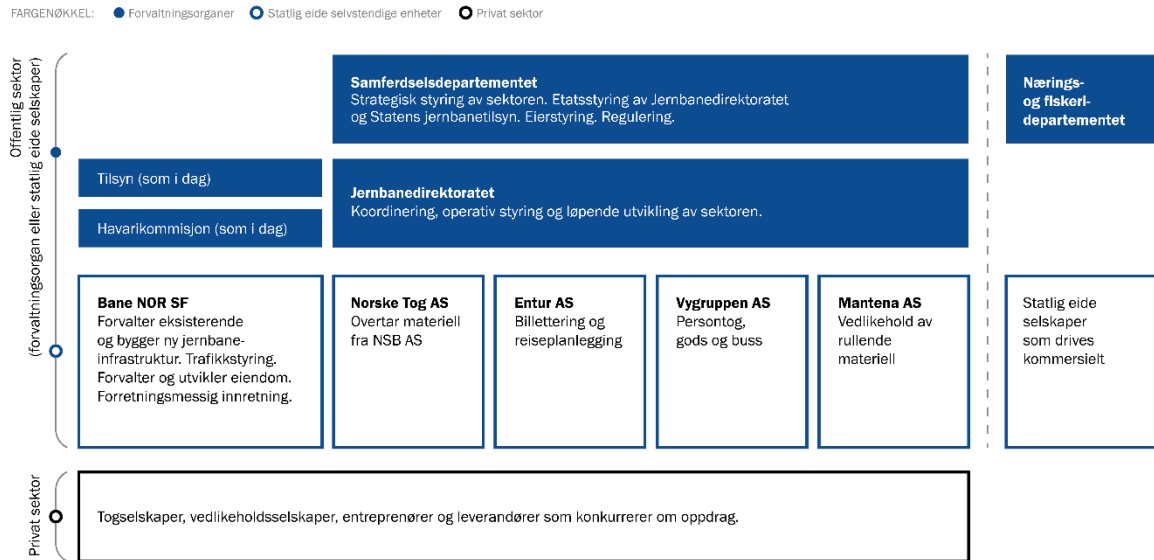 FARGENØKKEL: Forvaltningsorganer Statlig eide selvstendige enheter Privat sektor
Offentlig sektor
(forvaltningsorgan eller statlig eide selskaper)
Samferdselsdepartementet
Strategisk styring av sektoren. Etatsstyring av Jernbanedirektoratet
og Statens jernbanetilsyn. Eierstyring. Regulering.
Nærings-
og fiskeri-
departementet
Tilsyn (som i dag)
Havarikommisjon (som i dag)
Jernbanedirektoratet
Koordinering, operativ styring og løpende utvikling av sektoren.
Bane NOR SF
Forvalter eksisterende
og bygger ny jernbane-
infrastruktur. Trafikkstyring.
Forvalter og utvikler eiendom.
Forretningsmessig innretning.
Norske Tog AS
Overtar materiell
fra NSB AS
Entur AS
Billettering og
reiseplanlegging
Vygruppen AS
Persontog,
gods og buss
Mantena AS
Vedlikehold av
rullende
materiell
Statlig eide
selskaper
som drives
kommersielt
Privat sektor
Togselskaper, vedlikeholdsselskaper, entreprenører og leverandører som konkurrerer om oppdrag.